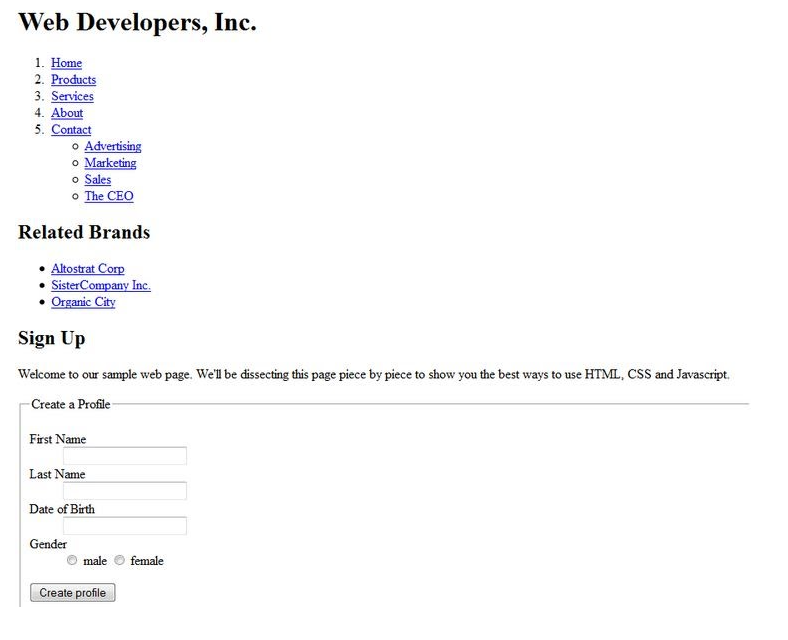 Web Developers, Inc.
1. Home
2. Products
3. Services
4. About
5. Contact
Advertising
Marketing
Sales
The CEO
Related Brands
Altostrat Corp
SisterCompany Inc.
Organic City
Sign Up
Welcome to our sample web page. We'll be dissecting this page piece by piece to show you the best ways to use HTML, CSS and Javascript.
Create a Profile
First Name
Last Name
Date of Birth
Gender
male female
Create profile